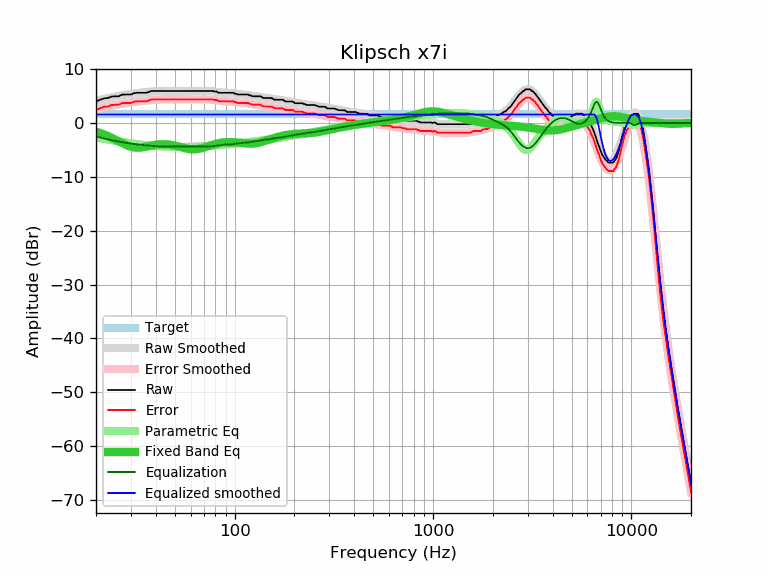 Klipsch x7i
10
0
−10
−20
−30
−40
−50
−60
−70
Amplitude (dBr)
Target
Raw Smoothed
Error Smoothed
Raw
Error
Parametric Eq
Fixed Band Eq
Equalization
Equalized smoothed
100 1000 10000
Frequency (Hz)